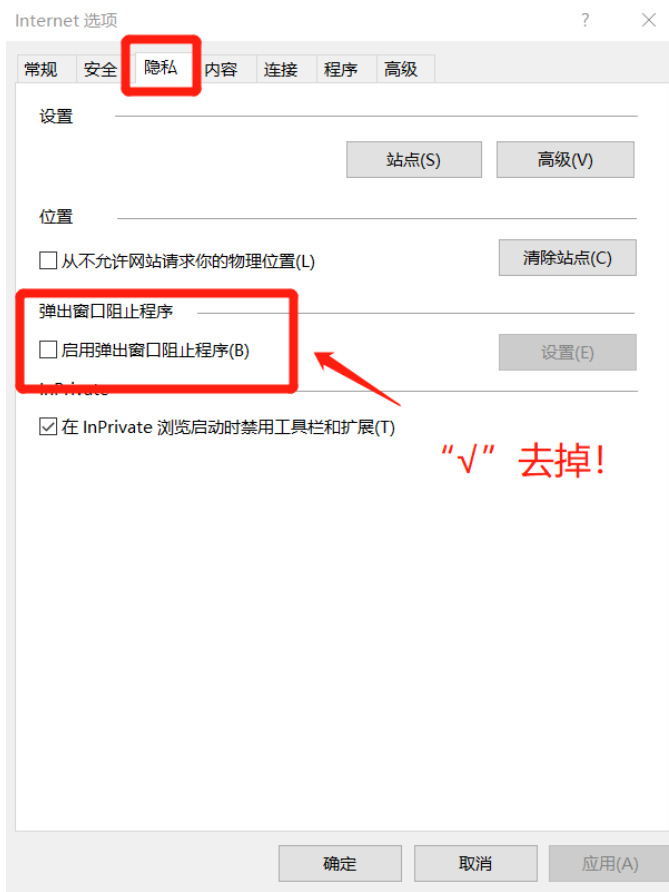 Internet 选项
常规 安全 隐私 内容 连接 程序 高级
设置
站点(S) 高级(V)
位置
从不允许网站请求你的物理位置(L) 清除站点(C)
弹出窗口阻止程序
启用弹出窗口阻止程序(B) 设置(E)
InPrivate
在 InPrivate 浏览启动时禁用工具栏和扩展(T)
“√”去掉！
确定 取消 应用(A)